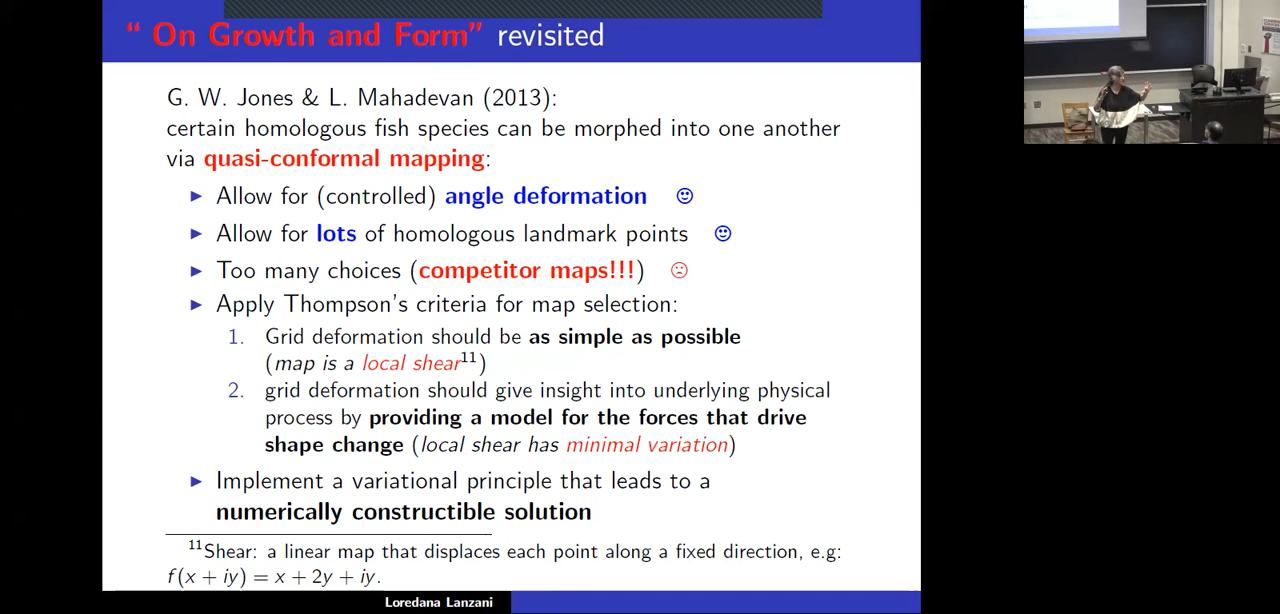 “ On Growth and Form” revisited
G. W. Jones & L. Mahadevan (2013):
certain homologous fish species can be morphed into one another
via quasi-conformal mapping:
▶ Allow for (controlled) angle deformation ☺
▶ Allow for lots of homologous landmark points ☺
▶ Too many choices (competitor maps!!!) ☹
▶ Apply Thompson's criteria for map selection:
1. Grid deformation should be as simple as possible
(map is a local shear¹¹)
2. grid deformation should give insight into underlying physical
process by providing a model for the forces that drive
shape change (local shear has minimal variation)
▶ Implement a variational principle that leads to a
numerically constructible solution
¹¹Shear: a linear map that displaces each point along a fixed direction, e.g:
f(x + iy) = x + 2y + iy.
Loredana Lanzani